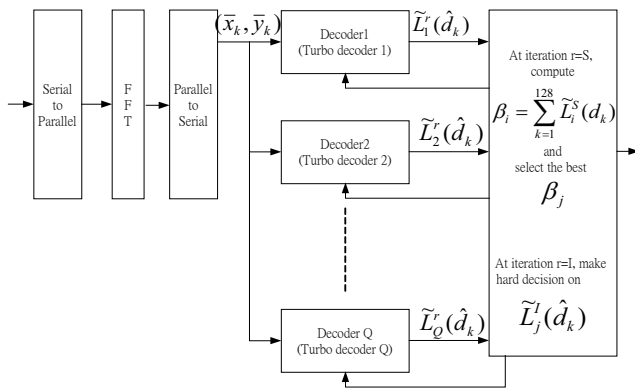 Serial
to
Parallel
F
F
T
Parallel
to
Serial
(x̄_k, ȳ_k)
Decoder1
(Turbo decoder 1)
L̃_1^r(d̂_k)
Decoder2
(Turbo decoder 2)
L̃_2^r(d̂_k)
Decoder Q
(Turbo decoder Q)
L̃_Q^r(d̂_k)
At iteration r=S,
compute
β_i = ∑_{k=1}^{128} L̃_i^S(d_k)
and
select the best
β_j
At iteration r=I, make
hard decision on
L̃_j^I(d̂_k)